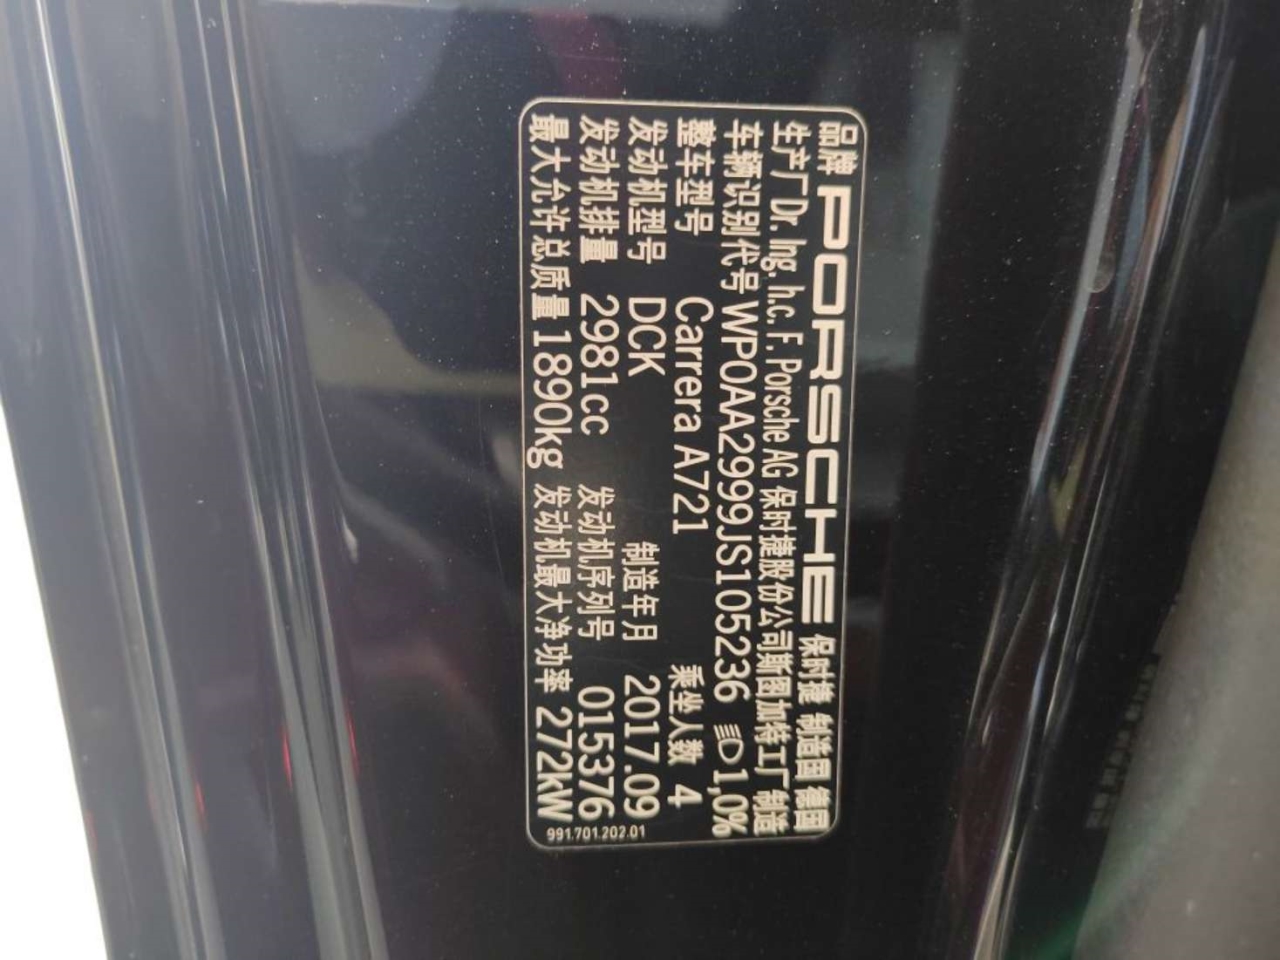 品牌 PORSCHE 保时捷 制造国 德国
生产厂 Dr. Ing. h.c. F. Porsche AG 保时捷股份公司斯图加特工厂 制造
车辆识别代号 WP0AA2999JS105236 1,0%
整车型号 Carrera A721 乘坐人数 4
发动机型号 DCK 制造年月 2017.09
发动机排量 2981cc 发动机序列号 015376
最大允许总质量 1890kg 发动机最大净功率 272kW
991.701.202.01